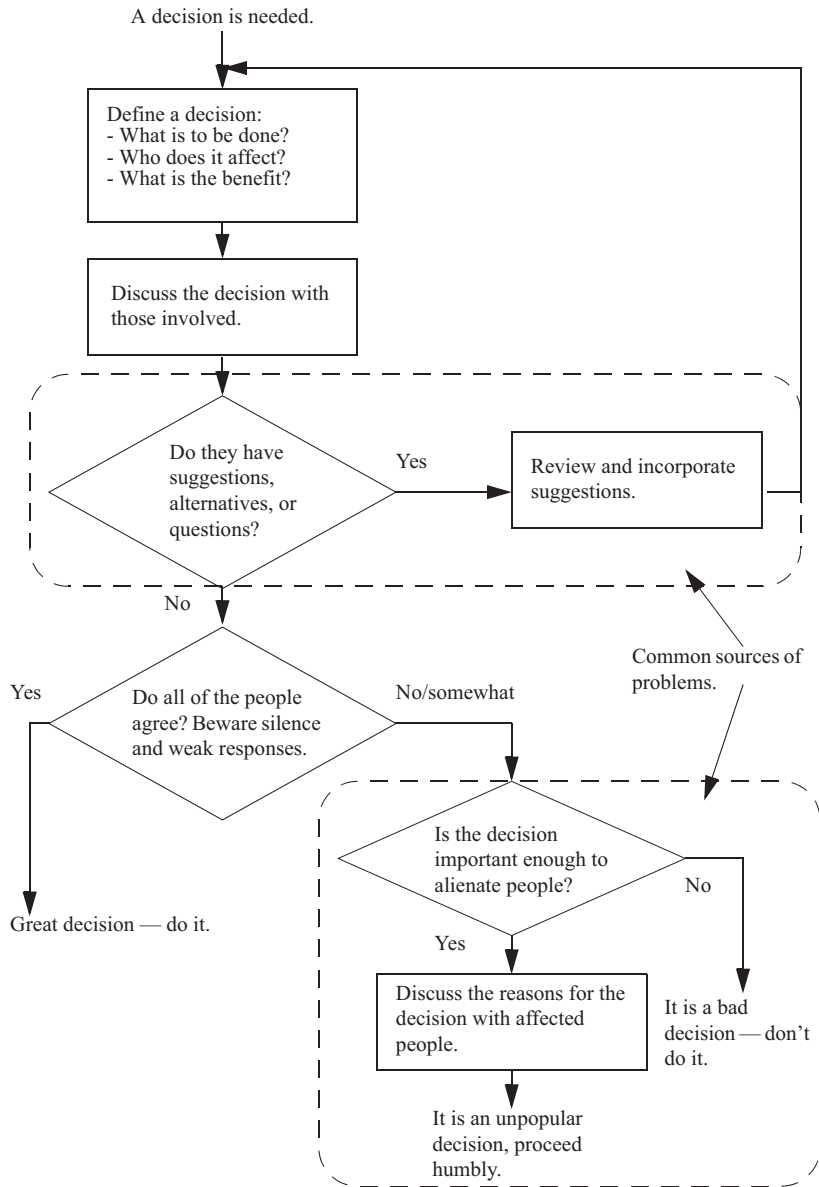 A decision is needed.
Define a decision:
- What is to be done?
- Who does it affect?
- What is the benefit?
Discuss the decision with
those involved.
Do they have
suggestions,
alternatives, or
questions?
Yes
Review and incorporate
suggestions.
No
Common sources of
problems.
Yes
Do all of the people
agree? Beware silence
and weak responses.
No/somewhat
Is the decision
important enough to
alienate people?
No
Great decision — do it.
Yes
Discuss the reasons for the
decision with affected
people.
It is a bad
decision — don’t
do it.
It is an unpopular
decision, proceed
humbly.